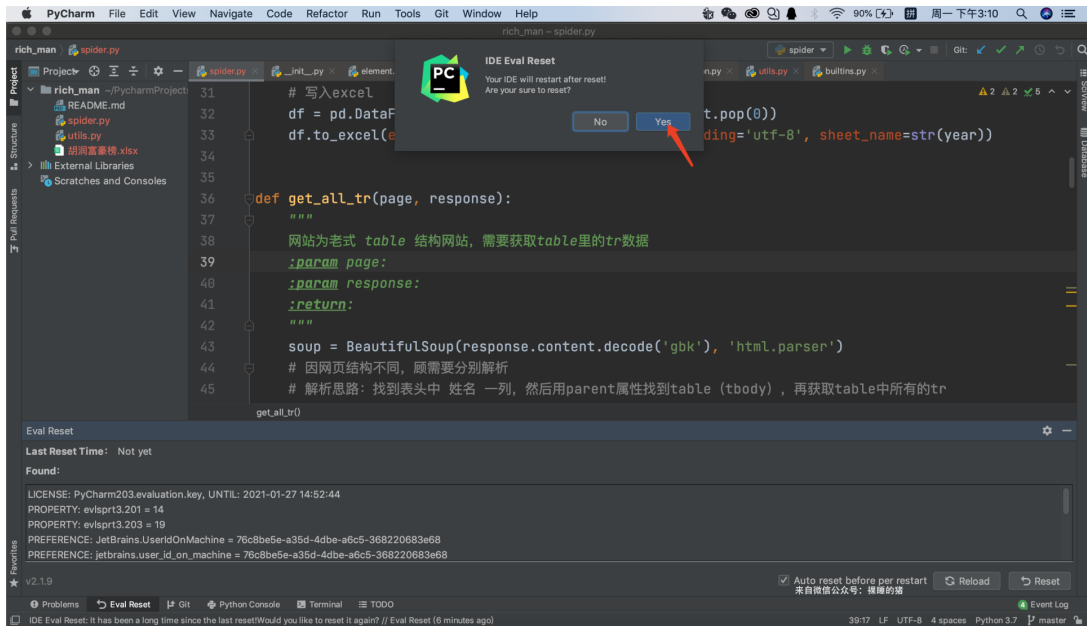 PyCharm File Edit View Navigate Code Refactor Run Tools Git Window Help 90% 拼 周一下午3:10
rich_man – spider.py
rich_man spider.py spider Git:
Project spider.py __init__.py element. n.py utils.py builtins.py
IDE Eval Reset
Your IDE will restart after reset!
Are your sure to reset?
No Yes
Project
Structure
Pull Requests
Favorites
SciView
Database
rich_man ~/PycharmProject
README.md
spider.py
utils.py
胡润富豪榜.xlsx
External Libraries
Scratches and Consoles
2 2 5
31 # 写入excel
32 df = pd.DataF t.pop(0))
33 df.to_excel(e ding='utf-8', sheet_name=str(year))
34
35
36 def get_all_tr(page, response):
37 """
38 网站为老式 table 结构网站，需要获取table里的tr数据
39 :param page:
40 :param response:
41 :return:
42 """
43 soup = BeautifulSoup(response.content.decode('gbk'), 'html.parser')
44 # 因网页结构不同，顾需要分别解析
45 # 解析思路：找到表头中 姓名 一列，然后用parent属性找到table（tbody），再获取table中所有的tr
get_all_tr()
Eval Reset
Last Reset Time: Not yet
Found:
LICENSE: PyCharm203.evaluation.key, UNTIL: 2021-01-27 14:52:44
PROPERTY: evlsprt3.201 = 14
PROPERTY: evlsprt3.203 = 19
PREFERENCE: JetBrains.UserIdOnMachine = 76c8be5e-a35d-4dbe-a6c5-368220683e68
PREFERENCE: jetbrains.user_id_on_machine = 76c8be5e-a35d-4dbe-a6c5-368220683e68
v2.1.9 Auto reset before per restart Reload Reset
来自微信公众号：裸睡的猪
Problems Eval Reset Git Python Console Terminal TODO 4 Event Log
IDE Eval Reset: It has been a long time since the last reset!Would you like to reset it again? // Eval Reset (6 minutes ago) 39:17 LF UTF-8 4 spaces Python 3.7 master